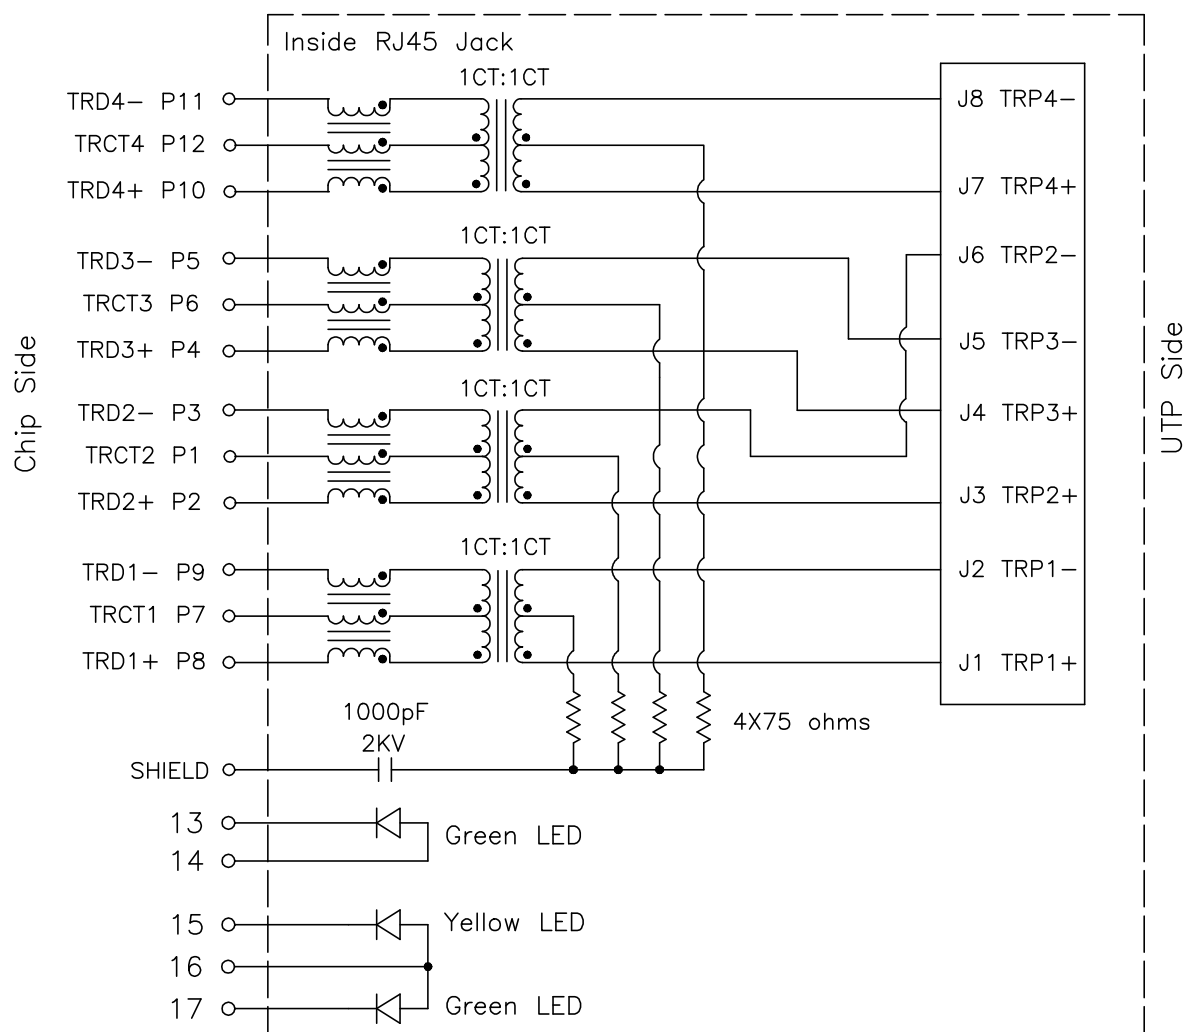 Inside RJ45 Jack
1CT:1CT
TRD4- P11
J8 TRP4-
TRCT4 P12
TRD4+ P10
J7 TRP4+
1CT:1CT
TRD3- P5
J6 TRP2-
TRCT3 P6
TRD3+ P4
J5 TRP3-
Chip Side
UTP Side
1CT:1CT
TRD2- P3
J4 TRP3+
TRCT2 P1
TRD2+ P2
J3 TRP2+
1CT:1CT
TRD1- P9
J2 TRP1-
TRCT1 P7
TRD1+ P8
J1 TRP1+
1000pF
2KV
4X75 ohms
SHIELD
13
14
Green LED
15
Yellow LED
16
17
Green LED